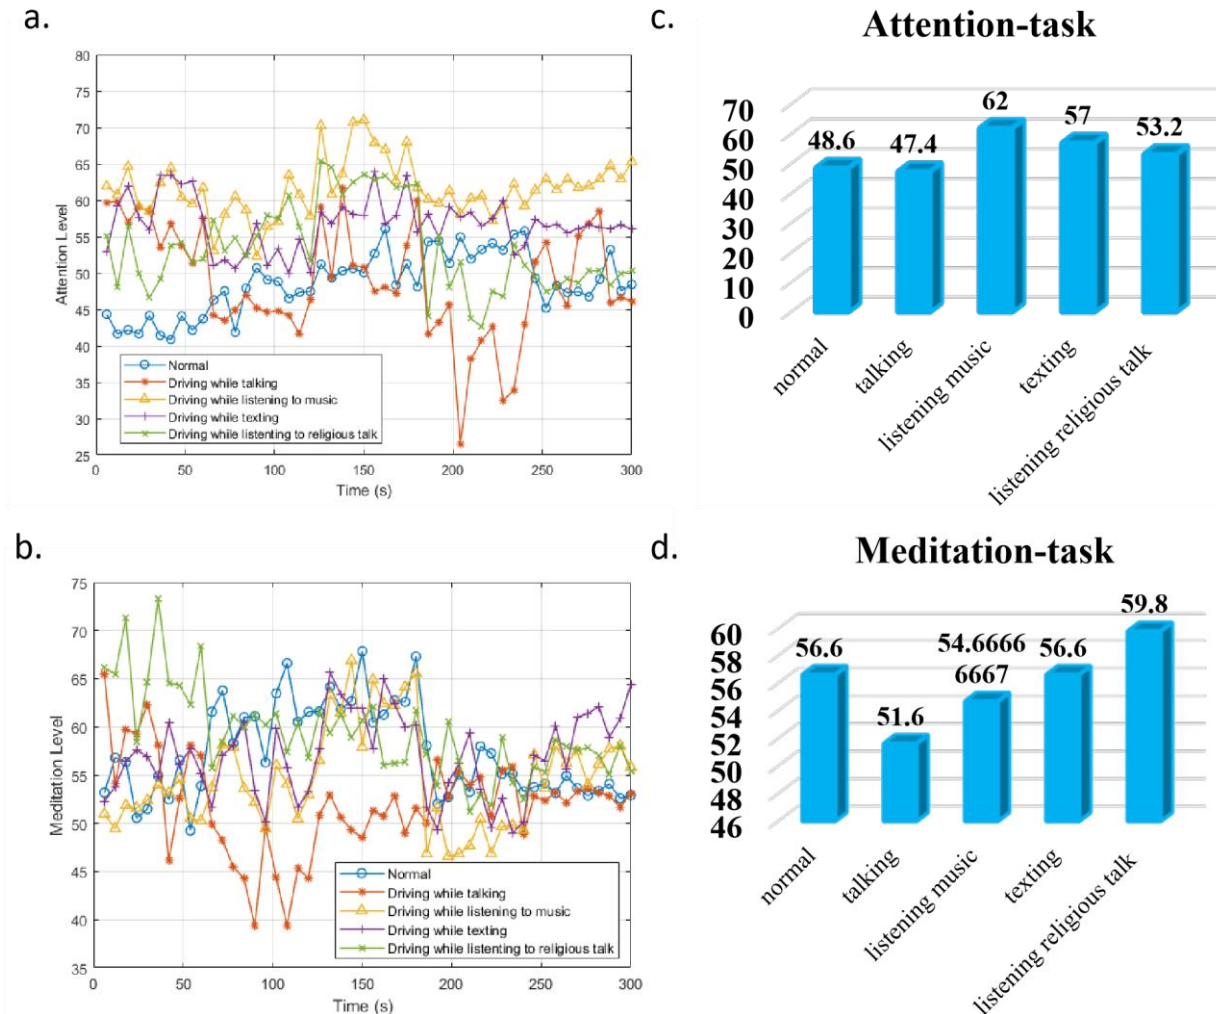 a.
80
75
70
65
60
55
50
45
40
35
30
25
Attention Level
Normal
Driving while talking
Driving while listening to music
Driving while texting
Driving while listenting to religious talk
0 50 100 150 200 250 300
Time (s)
c.
Attention-task
70
60
50
40
30
20
10
0
48.6
47.4
62
57
53.2
normal
talking
listening music
texting
listening religious talk
b.
75
70
65
60
55
50
45
40
35
Meditation Level
Normal
Driving while talking
Driving while listening to music
Driving while texting
Driving while listenting to religious talk
0 50 100 150 200 250 300
Time (s)
d.
Meditation-task
60
58
56
54
52
50
48
46
56.6
51.6
54.6666
6667
56.6
59.8
normal
talking
listening music
texting
listening religious talk